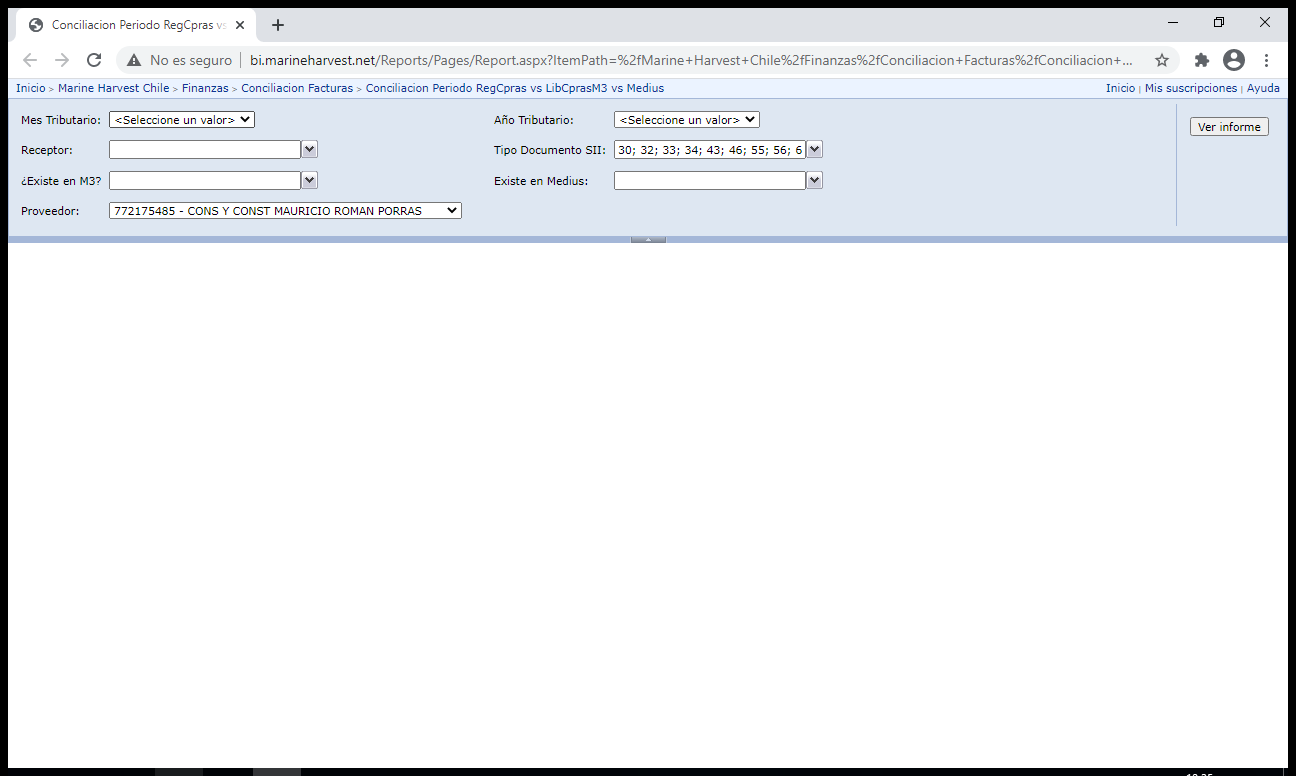 Conciliacion Periodo RegCpras vs
No es seguro bi.marineharvest.net/Reports/Pages/Report.aspx?ItemPath=%2fMarine+Harvest+Chile%2fFinanzas%2fConciliacion+Facturas%2fConciliacion+...
Inicio > Marine Harvest Chile > Finanzas > Conciliacion Facturas > Conciliacion Periodo RegCpras vs LibCprasM3 vs Medius Inicio | Mis suscripciones | Ayuda
Mes Tributario: <Seleccione un valor> Año Tributario: <Seleccione un valor> Ver informe
Receptor: Tipo Documento SII: 30; 32; 33; 34; 43; 46; 55; 56; 6
¿Existe en M3? Existe en Medius:
Proveedor: 772175485 - CONS Y CONST MAURICIO ROMAN PORRAS